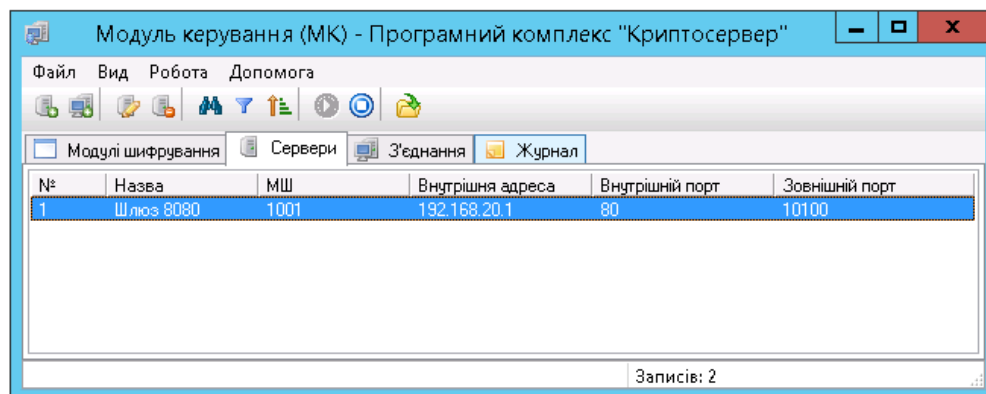 Модуль керування (МК) - Програмний комплекс "Криптосервер"
Файл Вид Робота Допомога
Модулі шифрування Сервери З'єднання Журнал
№ Назва МШ Внутрішня адреса Внутрішній порт Зовнішній порт
1 Шлюз 8080 1001 192.168.20.1 80 10100
Записів: 2